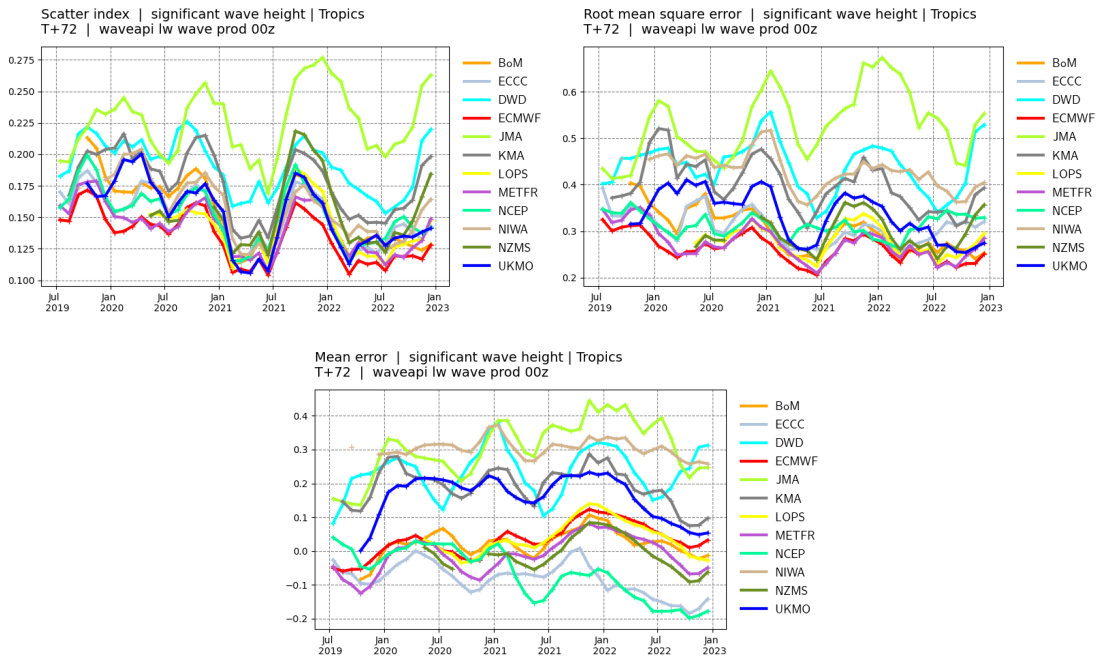 Scatter index | significant wave height | Tropics
T+72 | waveapi lw wave prod 00z
0.275
0.250
0.225
0.200
0.175
0.150
0.125
0.100
Jul
2019
Jan
2020
Jul
2020
Jan
2021
Jul
2021
Jan
2022
Jul
2022
Jan
2023
BoM
ECCC
DWD
ECMWF
JMA
KMA
LOPS
METFR
NCEP
NIWA
NZMS
UKMO
Root mean square error | significant wave height | Tropics
T+72 | waveapi lw wave prod 00z
0.6
0.5
0.4
0.3
0.2
Jul
2019
Jan
2020
Jul
2020
Jan
2021
Jul
2021
Jan
2022
Jul
2022
Jan
2023
BoM
ECCC
DWD
ECMWF
JMA
KMA
LOPS
METFR
NCEP
NIWA
NZMS
UKMO
Mean error | significant wave height | Tropics
T+72 | waveapi lw wave prod 00z
0.4
0.3
0.2
0.1
0.0
−0.1
−0.2
Jul
2019
Jan
2020
Jul
2020
Jan
2021
Jul
2021
Jan
2022
Jul
2022
Jan
2023
BoM
ECCC
DWD
ECMWF
JMA
KMA
LOPS
METFR
NCEP
NIWA
NZMS
UKMO